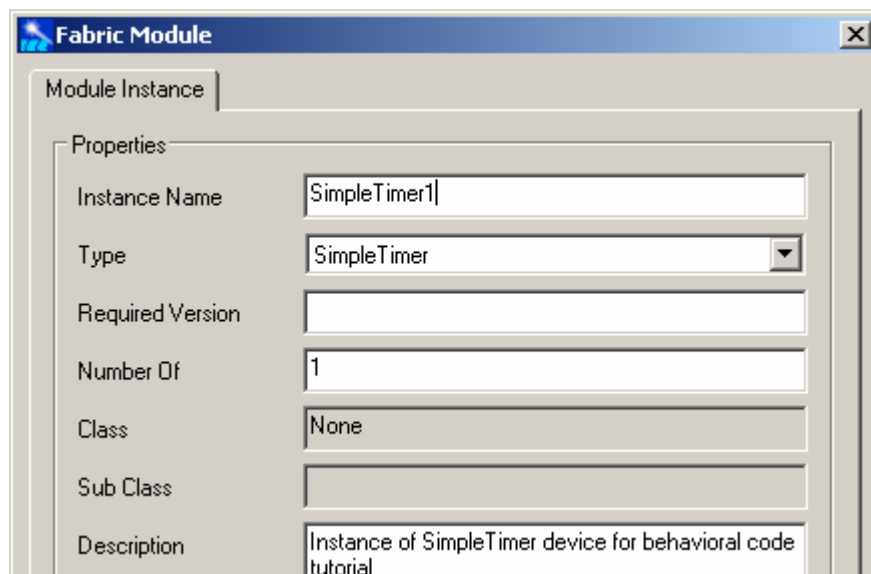 Fabric Module
Module Instance
Properties
Instance Name SimpleTimer1
Type SimpleTimer
Required Version
Number Of 1
Class None
Sub Class
Description Instance of SimpleTimer device for behavioral code
tutorial